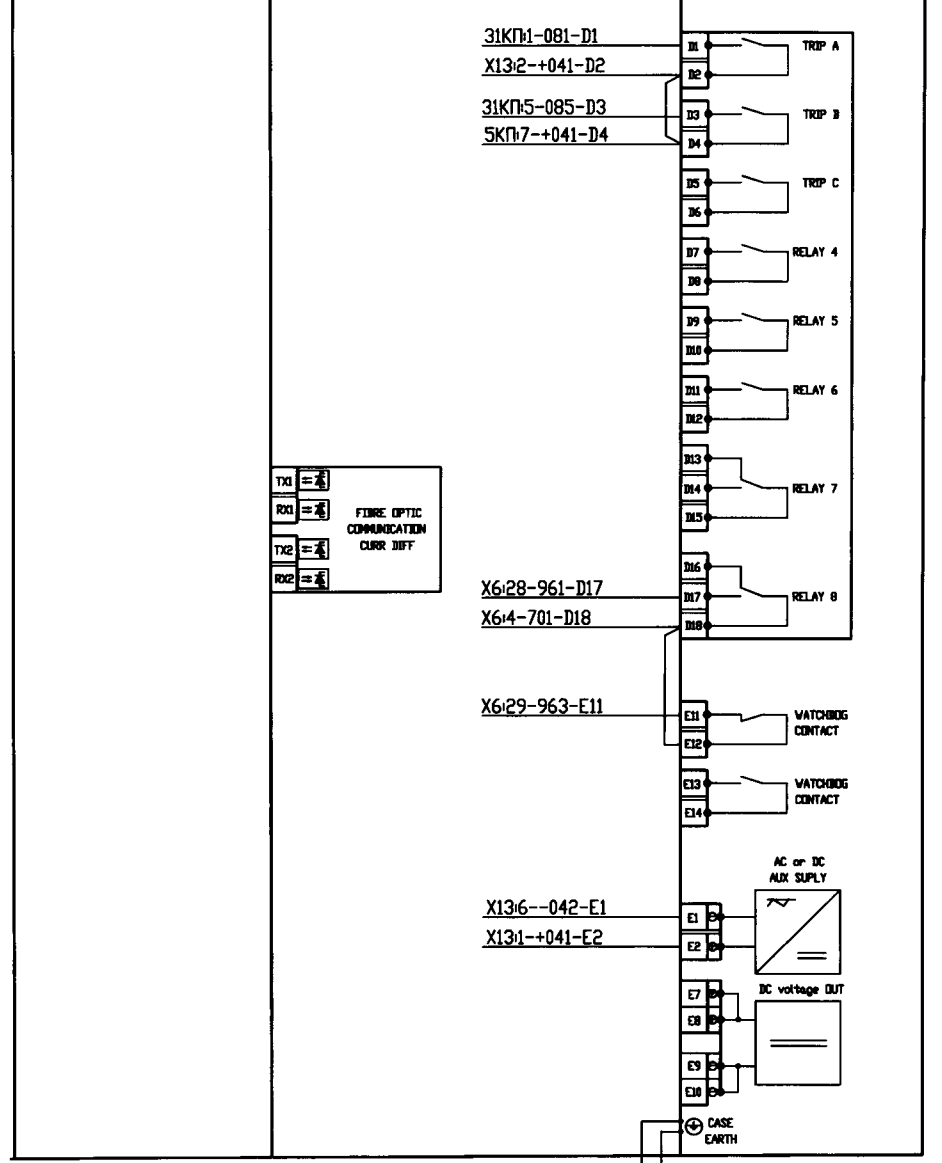 31КП:1-081-D1
D1
TRIP A
X13:2-+041-D2
D2
31КП:5-085-D3
D3
TRIP B
5КП:7-+041-D4
D4
D5
TRIP C
D6
D7
RELAY 4
D8
D9
RELAY 5
D10
D11
RELAY 6
D12
D13
TX1
D14
RELAY 7
RX1
FIBRE OPTIC
COMMUNICATION
CURR DIFF
D15
TX2
D16
RX2
X6:28-961-D17
D17
RELAY 8
X6:4-701-D18
D18
X6:29-963-E11
E11
WATCHDOG
CONTACT
E12
E13
WATCHDOG
CONTACT
E14
AC or DC
AUX SUPLY
X13:6--042-E1
E1
X13:1-+041-E2
E2
DC voltage OUT
E7
E8
E9
E10
CASE
EARTH